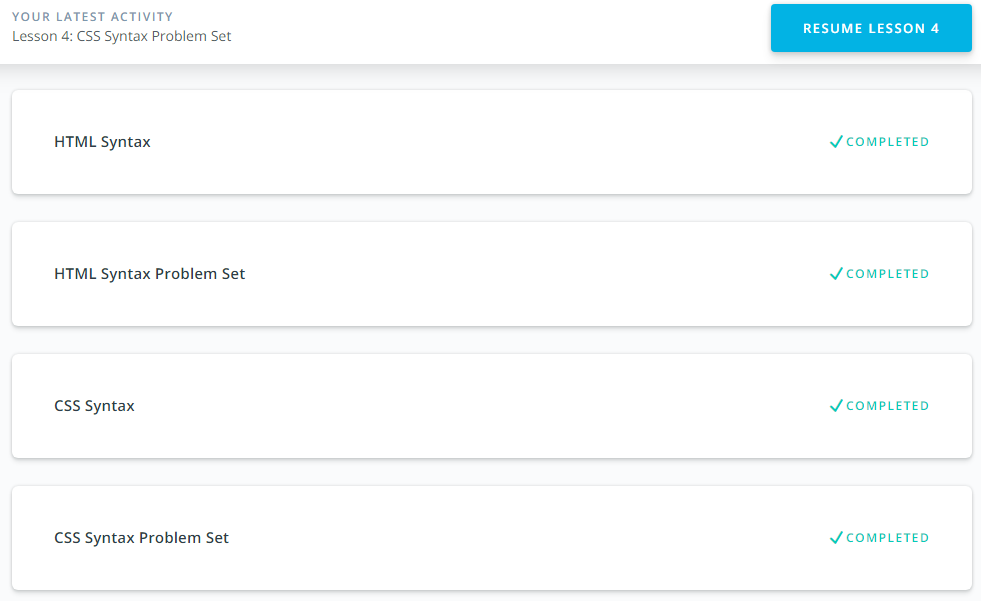 YOUR LATEST ACTIVITY
Lesson 4: CSS Syntax Problem Set
RESUME LESSON 4
HTML Syntax
COMPLETED
HTML Syntax Problem Set
COMPLETED
CSS Syntax
COMPLETED
CSS Syntax Problem Set
COMPLETED